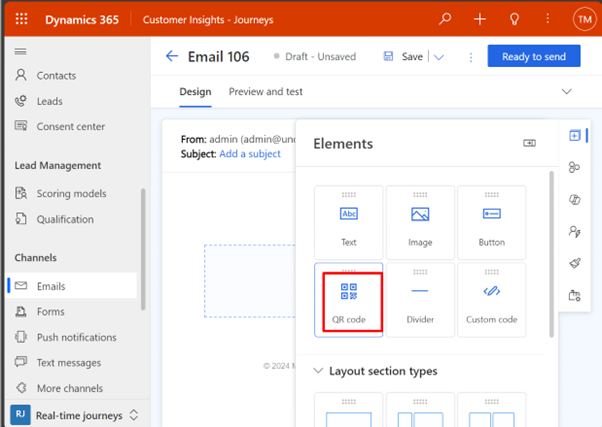 Dynamics 365
Customer Insights - Journeys
TM
Contacts
Leads
Consent center
Lead Management
Scoring models
Qualification
Channels
Emails
Forms
Push notifications
Text messages
More channels
RJ Real-time journeys
Email 106
Draft - Unsaved
Save
Ready to send
Design
Preview and test
From: admin (admin@un
Subject: Add a subject
© 2024 M
Elements
Abc
Text
Image
Button
QR code
Divider
Custom code
Layout section types